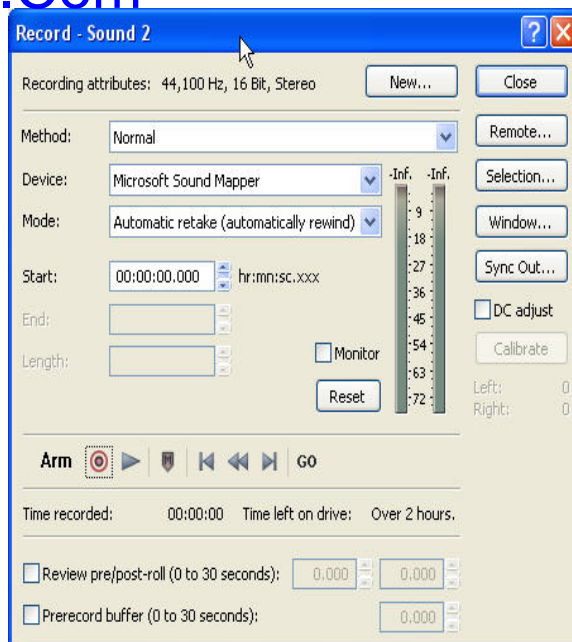 .Com
Record - Sound 2
Recording attributes: 44,100 Hz, 16 Bit, Stereo New... Close
Method: Normal Remote...
Device: Microsoft Sound Mapper -Inf. -Inf. Selection...
Mode: Automatic retake (automatically rewind) 9 Window...
18
Start: 00:00:00.000 hr:mn:sc.xxx 27 Sync Out...
36
End: 45 DC adjust
Length: Monitor 54 Calibrate
63
Reset 72 Left: 0
Right: 0
Arm M GO
Time recorded: 00:00:00 Time left on drive: Over 2 hours.
Review pre/post-roll (0 to 30 seconds): 0.000 0.000
Prerecord buffer (0 to 30 seconds): 0.000